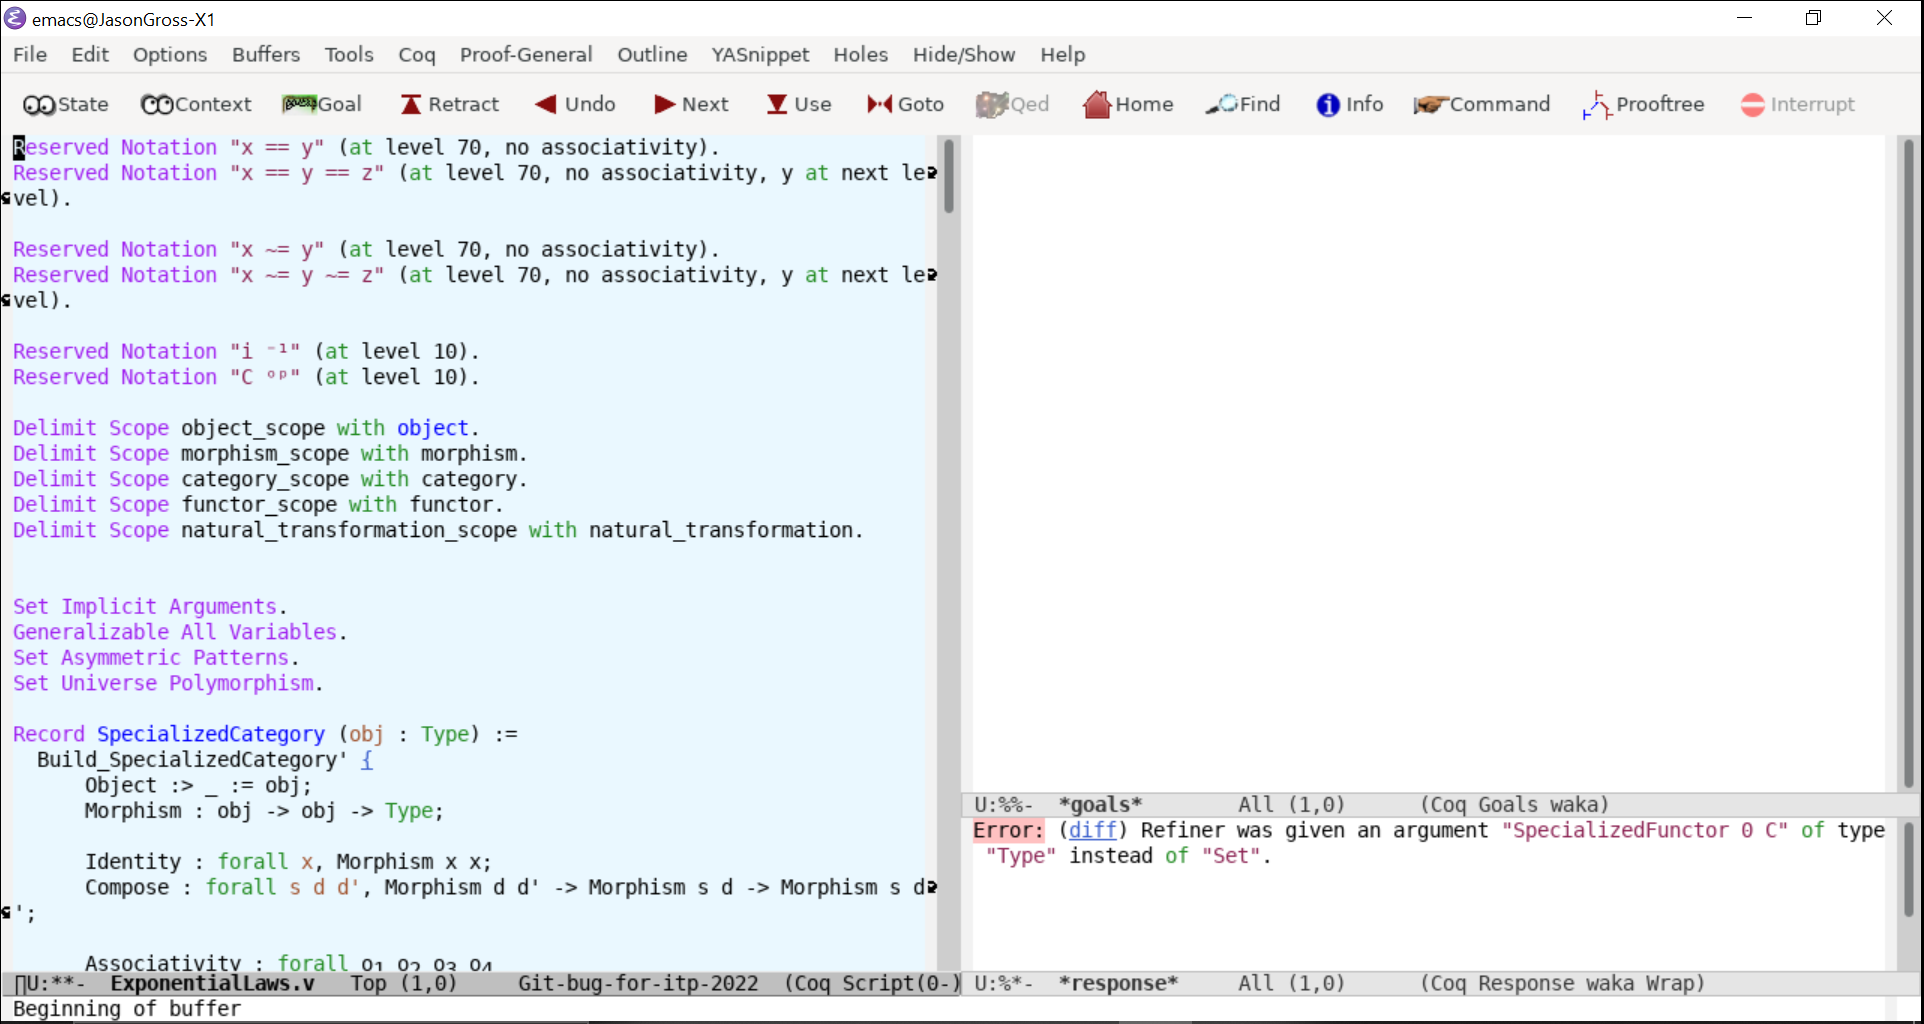 emacs@JasonGross-X1
File Edit Options Buffers Tools Coq Proof-General Outline YASnippet Holes Hide/Show Help
State Context Goal Retract Undo Next Use Goto Qed Home Find Info Command Prooftree Interrupt
Reserved Notation "x == y" (at level 70, no associativity).
Reserved Notation "x == y == z" (at level 70, no associativity, y at next le
vel).
Reserved Notation "x ~= y" (at level 70, no associativity).
Reserved Notation "x ~= y ~= z" (at level 70, no associativity, y at next le
vel).
Reserved Notation "i ⁻¹" (at level 10).
Reserved Notation "C ᵒᵖ" (at level 10).
Delimit Scope object_scope with object.
Delimit Scope morphism_scope with morphism.
Delimit Scope category_scope with category.
Delimit Scope functor_scope with functor.
Delimit Scope natural_transformation_scope with natural_transformation.
Set Implicit Arguments.
Generalizable All Variables.
Set Asymmetric Patterns.
Set Universe Polymorphism.
Record SpecializedCategory (obj : Type) :=
Build_SpecializedCategory' {
Object :> _ := obj;
Morphism : obj -> obj -> Type;
Identity : forall x, Morphism x x;
Compose : forall s d d', Morphism d d' -> Morphism s d -> Morphism s d
';
Associativity : forall o₁ o₂ o₃ o₄
U:**- ExponentialLaws.v Top (1,0) Git-bug-for-itp-2022 (Coq Script(0-)
Beginning of buffer
U:%%- *goals* All (1,0) (Coq Goals waka)
Error: (diff) Refiner was given an argument "SpecializedFunctor 0 C" of type
"Type" instead of "Set".
U:%*- *response* All (1,0) (Coq Response waka Wrap)